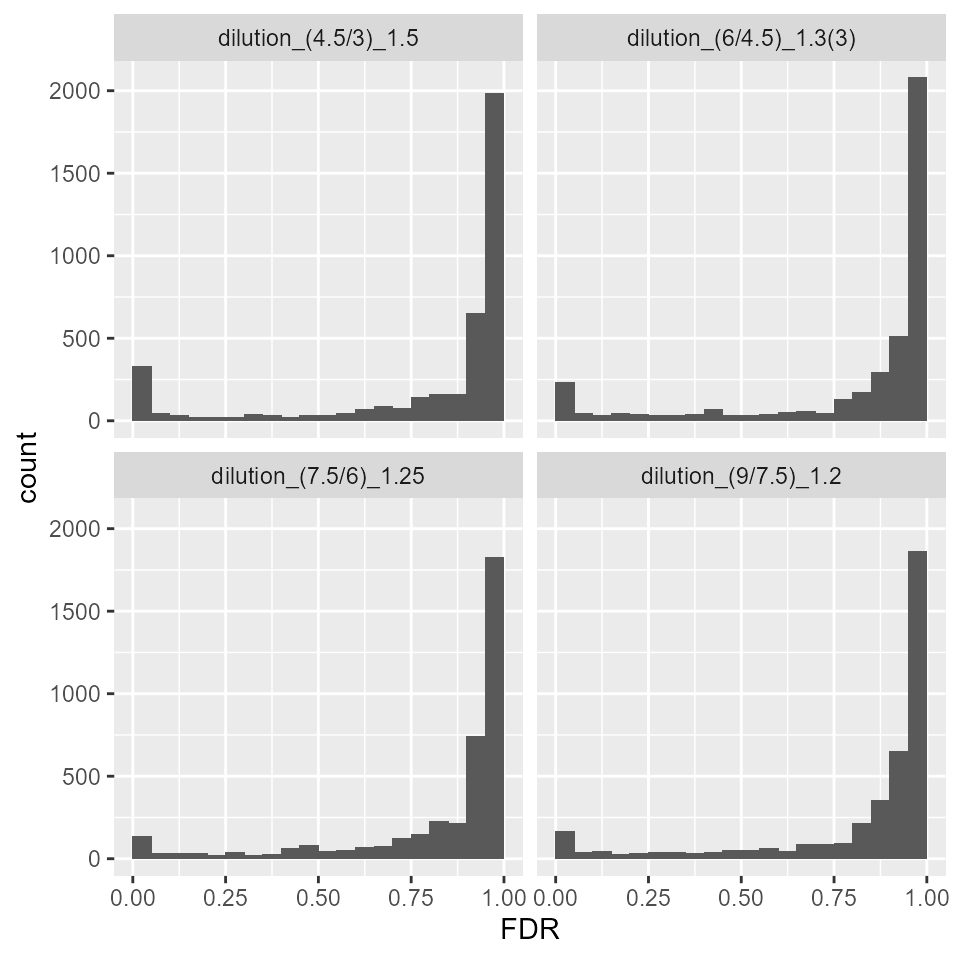 dilution_(4.5/3)_1.5
dilution_(6/4.5)_1.3(3)
2000
1500
1000
500
0
dilution_(7.5/6)_1.25
dilution_(9/7.5)_1.2
2000
1500
1000
500
0
0.00 0.25 0.50 0.75 1.00 0.00 0.25 0.50 0.75 1.00
FDR
count